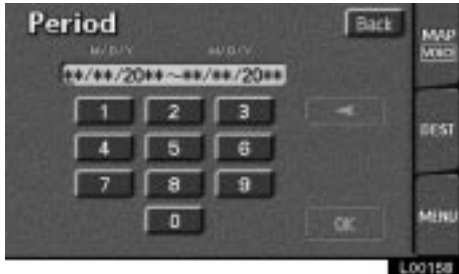 Period
Back
MAP
VOICE
M/D/Y
M/D/Y
**/**/20**~**/**/20**
1
2
3
DEST
4
5
6
7
8
9
0
OK
MENU
L00158